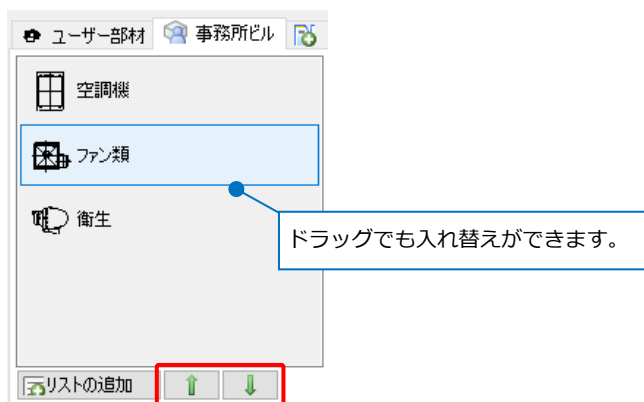 ユーザー部材 事務所ビル
空調機
ファン類
衛生
ドラッグでも入れ替えができます。
リストの追加